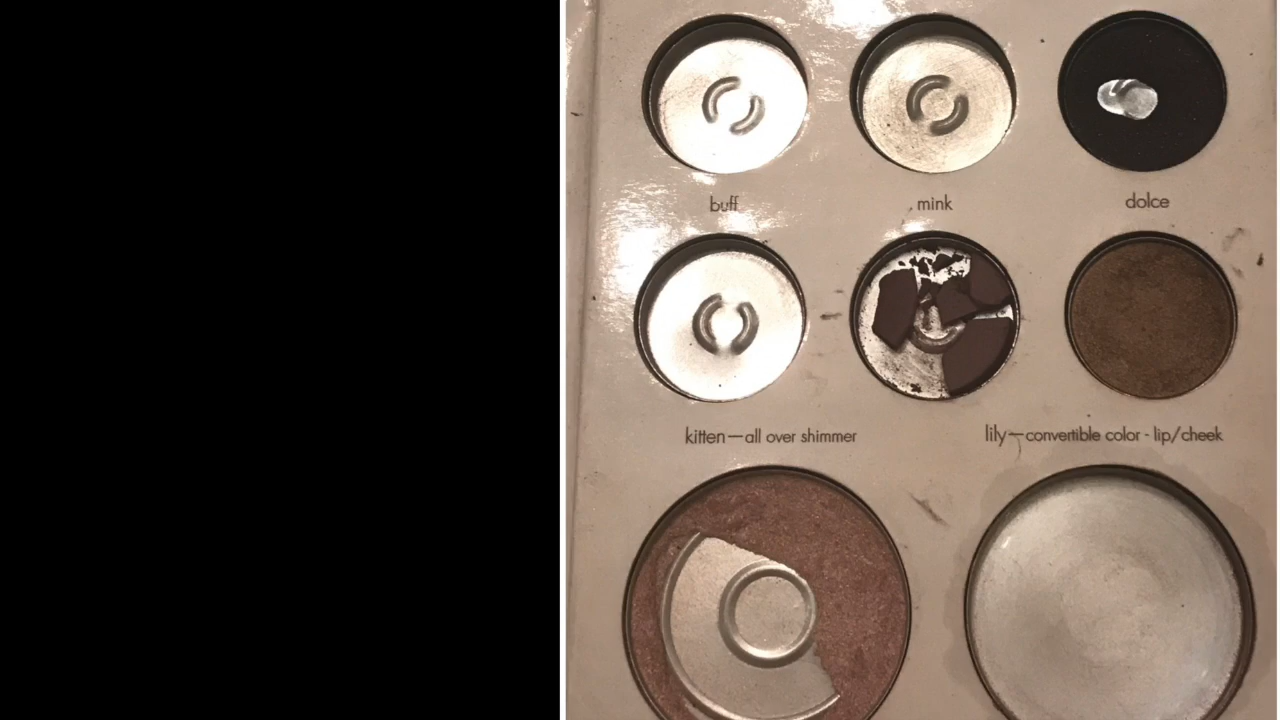 buff
mink
dolce
kitten—all over shimmer
lily—convertible color - lip/cheek